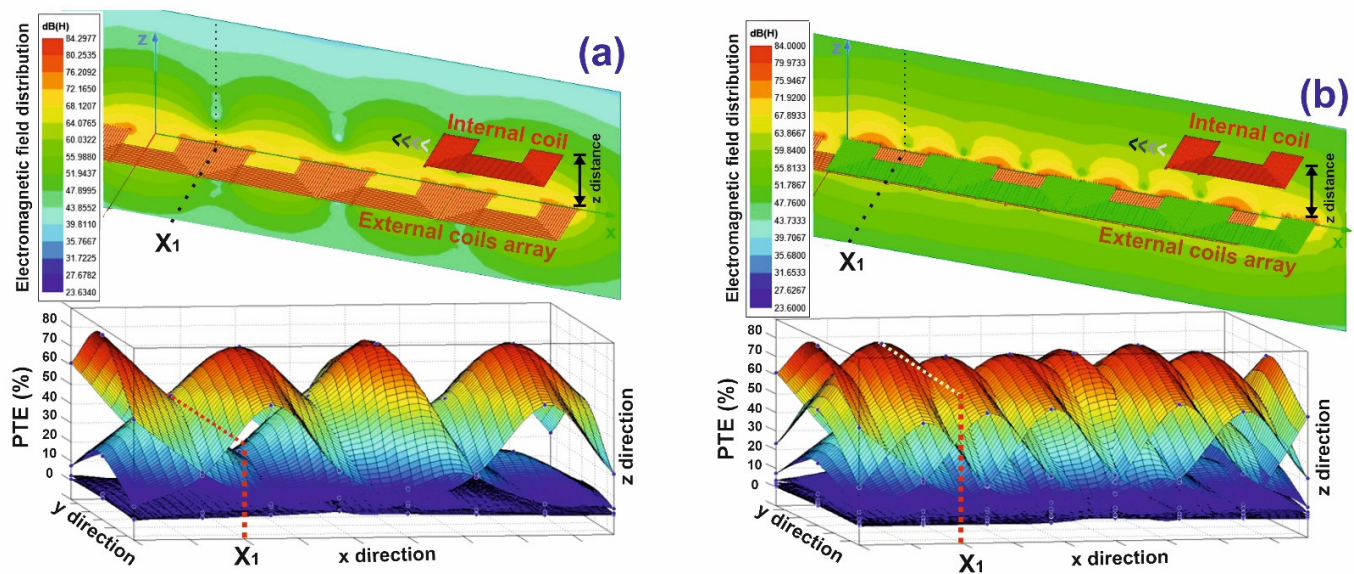 (a)
Electromagnetic field distribution
dB(H)
84.2977
80.2535
76.2092
72.1650
68.1207
64.0765
60.0322
55.9880
51.9437
47.8995
43.8552
39.8110
35.7667
31.7225
27.6782
23.6340
z
Internal coil
<<<<
z distance
x
External coils array
X1
PTE (%)
80
70
60
50
40
30
20
10
0
y direction
X1
x direction
z direction
(b)
Electromagnetic field distribution
dB(H)
84.0000
79.9733
75.9467
71.9200
67.8933
63.8667
59.8400
55.8133
51.7867
47.7600
43.7333
39.7067
35.6800
31.6533
27.6267
23.6000
z
Internal coil
<<<<
z distance
x
External coils array
X1
PTE (%)
80
70
60
50
40
30
20
10
0
y direction
X1
x direction
z direction